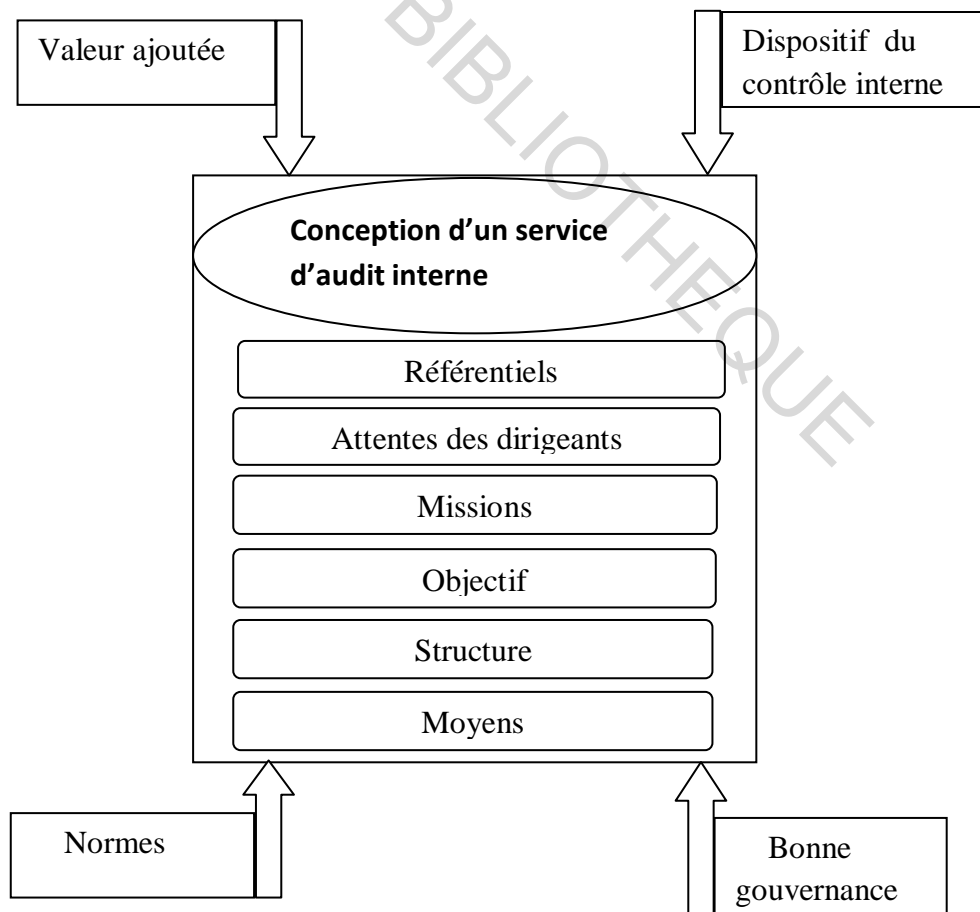 Valeur ajoutée
Dispositif du
contrôle interne
BIBLIOTHEQUE
Conception d’un service
d’audit interne
Référentiels
Attentes des dirigeants
Missions
Objectif
Structure
Moyens
Normes
Bonne
gouvernance